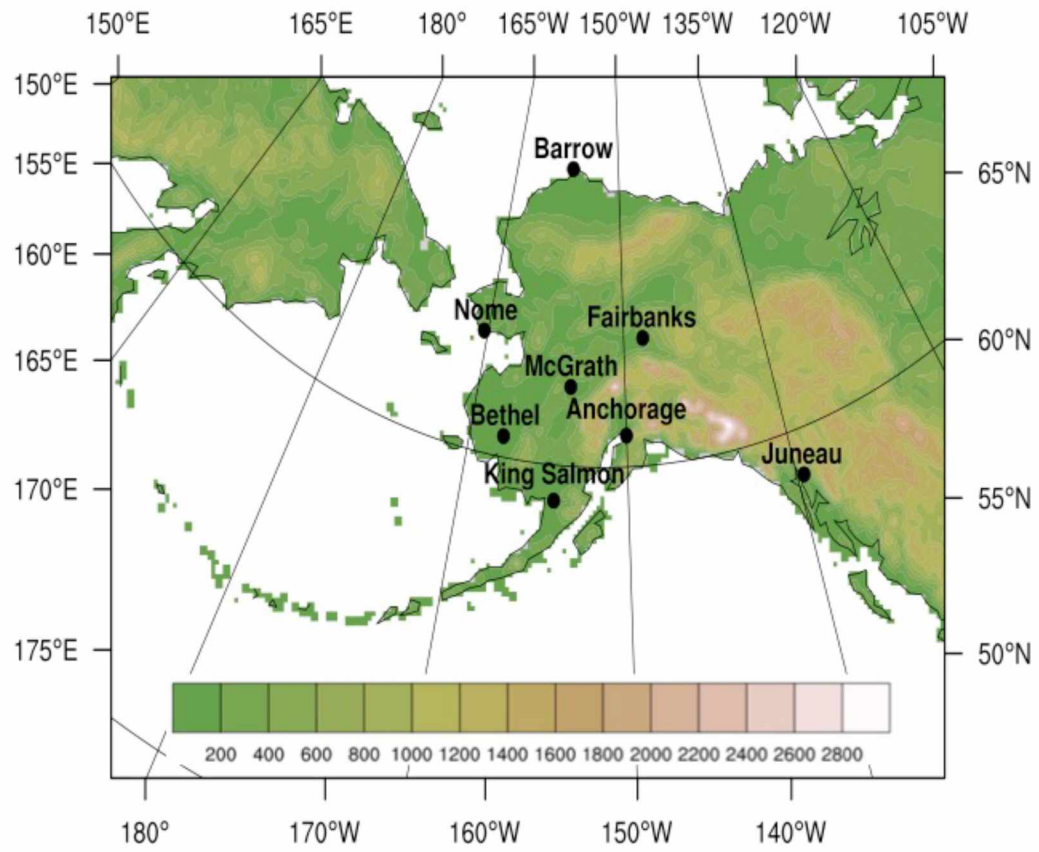 150°E 165°E 180° 165°W 150°W 135°W 120°W 105°W
150°E
155°E
65°N
160°E
165°E
60°N
170°E
55°N
175°E
50°N
Barrow
Nome
Fairbanks
McGrath
Anchorage
Bethel
Juneau
King Salmon
200 400 600 800 1000 1200 1400 1600 1800 2000 2200 2400 2600 2800
180° 170°W 160°W 150°W 140°W